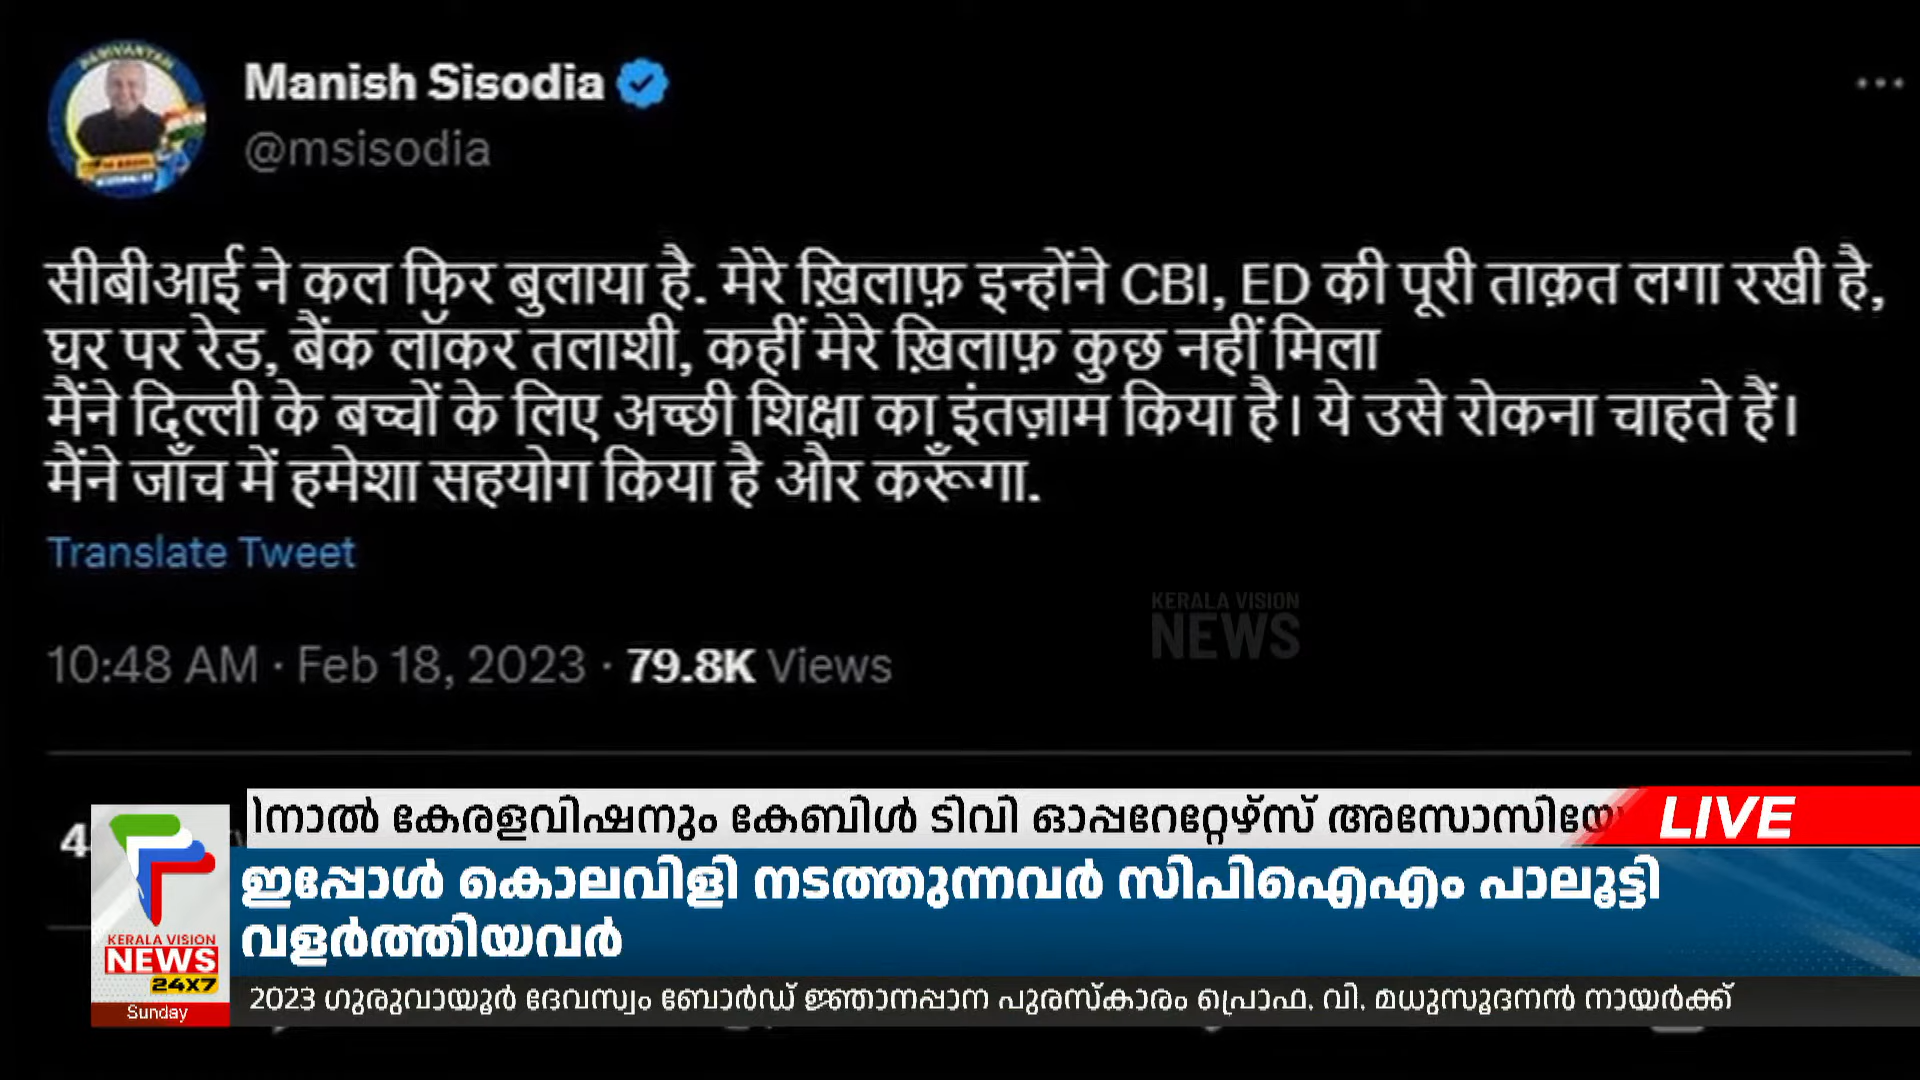 Manish Sisodia
@msisodia
सीबीआई ने कल फिर बुलाया है. मेरे ख़िलाफ़ इन्होंने CBI, ED की पूरी ताक़त लगा रखी है,
घर पर रेड, बैंक लॉकर तलाशी, कहीं मेरे ख़िलाफ़ कुछ नहीं मिला
मैंने दिल्ली के बच्चों के लिए अच्छी शिक्षा का इंतज़ाम किया है। ये उसे रोकना चाहते हैं।
मैंने जाँच में हमेशा सहयोग किया है और करूँगा.
Translate Tweet
KERALA VISION
NEWS
10:48 AM · Feb 18, 2023 · 79.8K Views
കേരളവിഷനും കേബിൾ ടിവി ഓപ്പറേറ്റേഴ്സ്
LIVE
ഇപ്പോൾ കൊലവിളി നടത്തുന്നവർ സിപിഐഎം പാലൂട്ടി
വളർത്തിയവർ
KERALA VISION
NEWS
24X7
Sunday
2023 ഗുരുവായൂർ ദേവസ്വം ബോർഡ് ജ്ഞാനപ്പാന പുരസ്കാരം പ്രൊഫ. വി. മധുസൂദനൻ നായർക്ക്